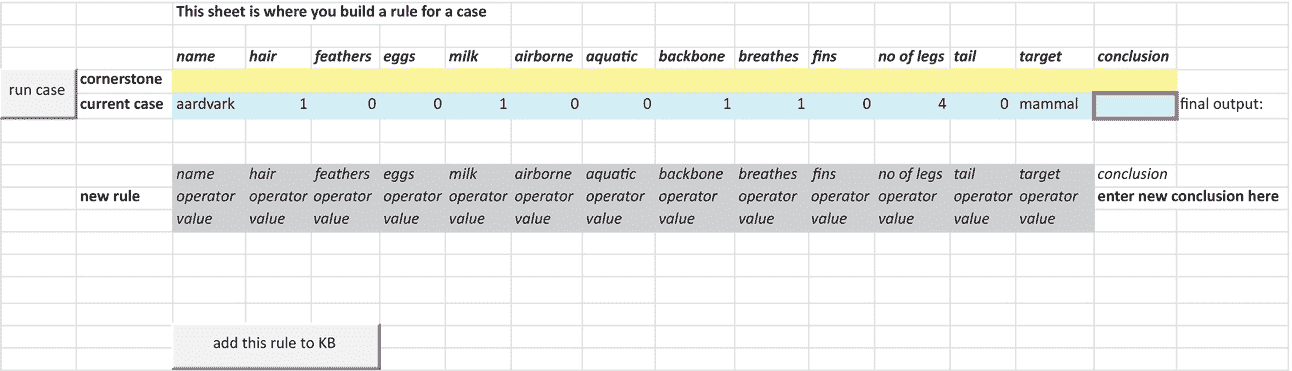 This sheet is where you build a rule for a case
name hair feathers eggs milk airborne aquatic backbone breathes fins no of legs tail target conclusion
run case
cornerstone
current case aardvark 1 0 0 1 0 0 1 1 0 4 0 mammal final output:
name hair feathers eggs milk airborne aquatic backbone breathes fins no of legs tail target conclusion
new rule operator operator operator operator operator operator operator operator operator operator operator operator operator enter new conclusion here
value value value value value value value value value value value value value
add this rule to KB